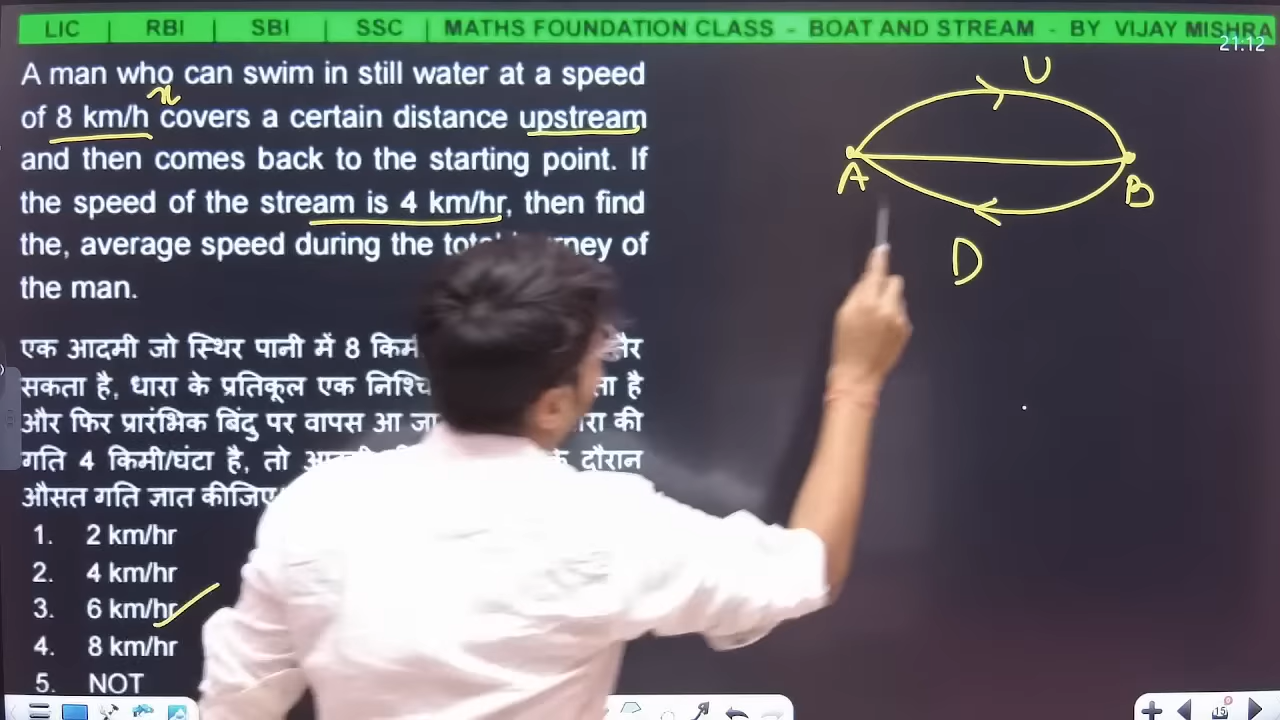 LIC | RBI | SBI | SSC | MATHS FOUNDATION CLASS - BOAT AND STREAM - BY VIJAY MISHRA
21:12
A man who can swim in still water at a speed
of 8 km/h covers a certain distance upstream
and then comes back to the starting point. If
the speed of the stream is 4 km/hr, then find
the, average speed during the of
the man.
एक आदमी जो स्थिर पानी में 8
सकता है, धारा के प्रतिकूल एक है
और फिर प्रारंभिक बिंदु पर वापस आ की
गति 4 किमी/घंटा है, तो दौरान
औसत गति ज्ञात कीजिए
1. 2 km/hr
2. 4 km/hr
3. 6 km/hr
4. 8 km/hr
5. NOT
x
U
A
B
D
15